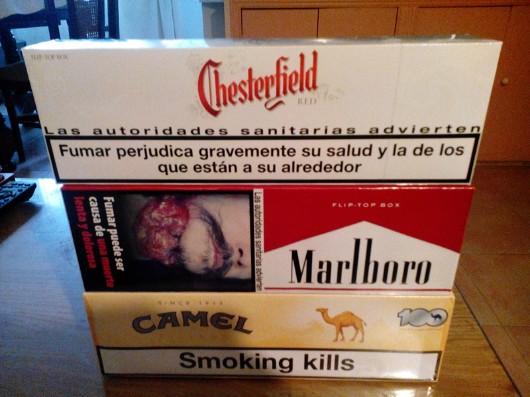 FLIP-TOP BOX
Chesterfield
RED
Las autoridades sanitarias advierten
Fumar perjudica gravemente su salud y la de los
que están a su alrededor
Fumar puede ser
causa de una muerte
lenta y dolorosa
Las autoridades sanitarias advierten
FLIP-TOP BOX
Marlboro
SINCE 1913
CAMEL
100
Smoking kills